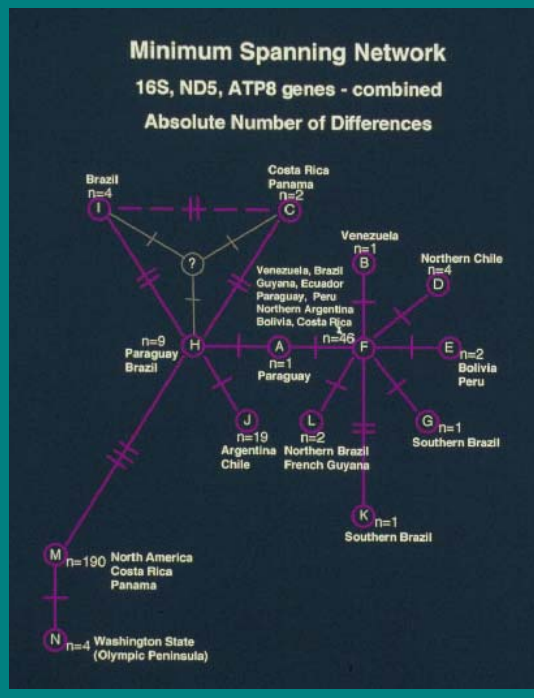 Minimum Spanning Network
16S, ND5, ATP8 genes - combined
Absolute Number of Differences
Brazil
n=4
I
Costa Rica
Panama
n=2
C
?
Venezuela
n=1
B
Northern Chile
n=4
D
Venezuela, Brazil
Guyana, Ecuador
Paraguay, Peru
Northern Argentina
Bolivia, Costa Rica
n=46
F
n=9
Paraguay
Brazil
H
A
n=1
Paraguay
E
n=2
Bolivia
Peru
J
n=19
Argentina
Chile
L
n=2
Northern Brazil
French Guyana
G
n=1
Southern Brazil
K
n=1
Southern Brazil
M
n=190 North America
Costa Rica
Panama
N
n=4 Washington State
(Olympic Peninsula)